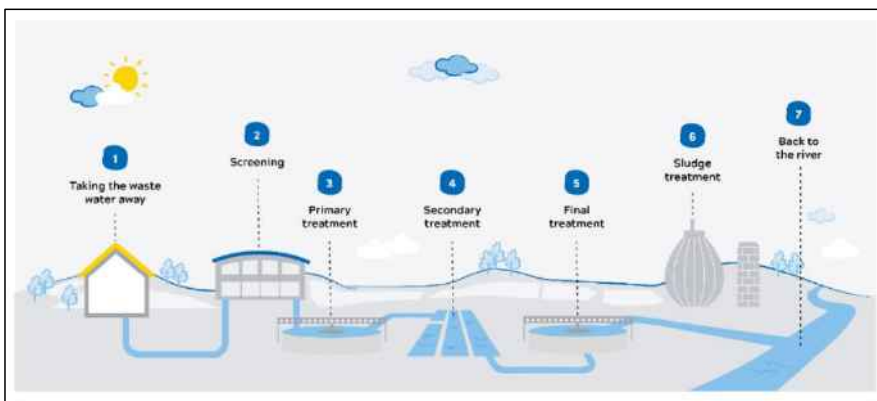 1
Taking the waste
water away
2
Screening
3
Primary
treatment
4
Secondary
treatment
5
Final
treatment
6
Sludge
treatment
7
Back to
the river